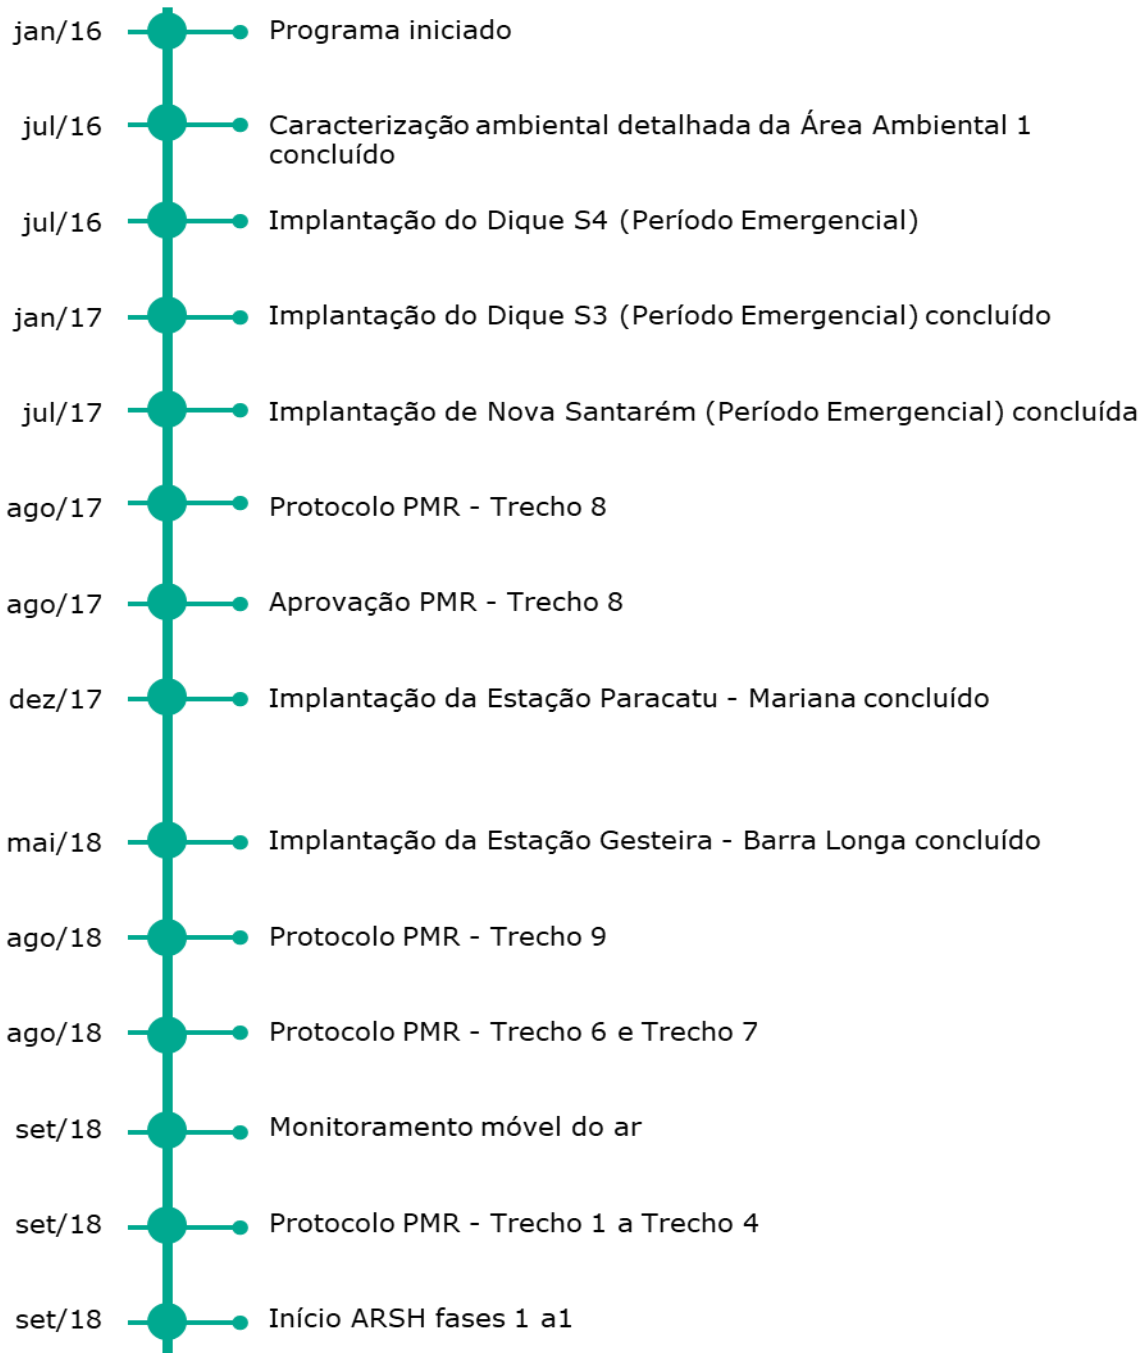 jan/16 Programa iniciado
jul/16 Caracterização ambiental detalhada da Área Ambiental 1
concluído
jul/16 Implantação do Dique S4 (Período Emergencial)
jan/17 Implantação do Dique S3 (Período Emergencial) concluído
jul/17 Implantação de Nova Santarém (Período Emergencial) concluída
ago/17 Protocolo PMR - Trecho 8
ago/17 Aprovação PMR - Trecho 8
dez/17 Implantação da Estação Paracatu - Mariana concluído
mai/18 Implantação da Estação Gesteira - Barra Longa concluído
ago/18 Protocolo PMR - Trecho 9
ago/18 Protocolo PMR - Trecho 6 e Trecho 7
set/18 Monitoramento móvel do ar
set/18 Protocolo PMR - Trecho 1 a Trecho 4
set/18 Início ARSH fases 1 a1